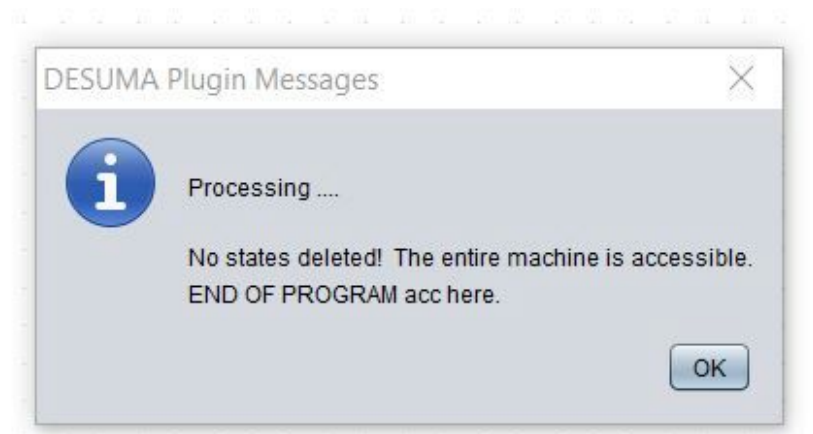 DESUMA Plugin Messages
Processing ....
No states deleted! The entire machine is accessible.
END OF PROGRAM acc here.
OK